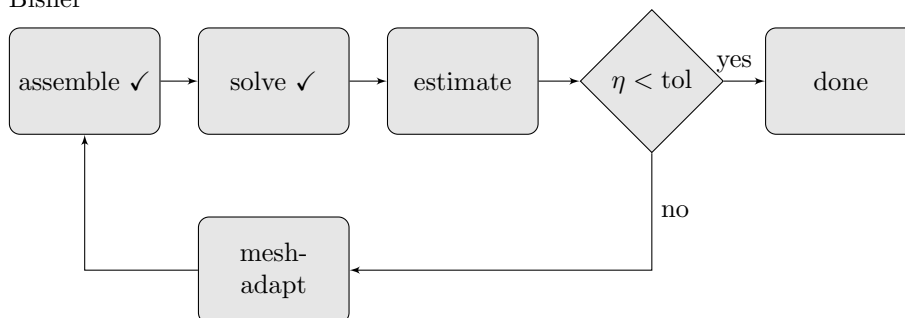 Bisher
assemble ✓
solve ✓
estimate
η < tol
yes
done
no
mesh-
adapt